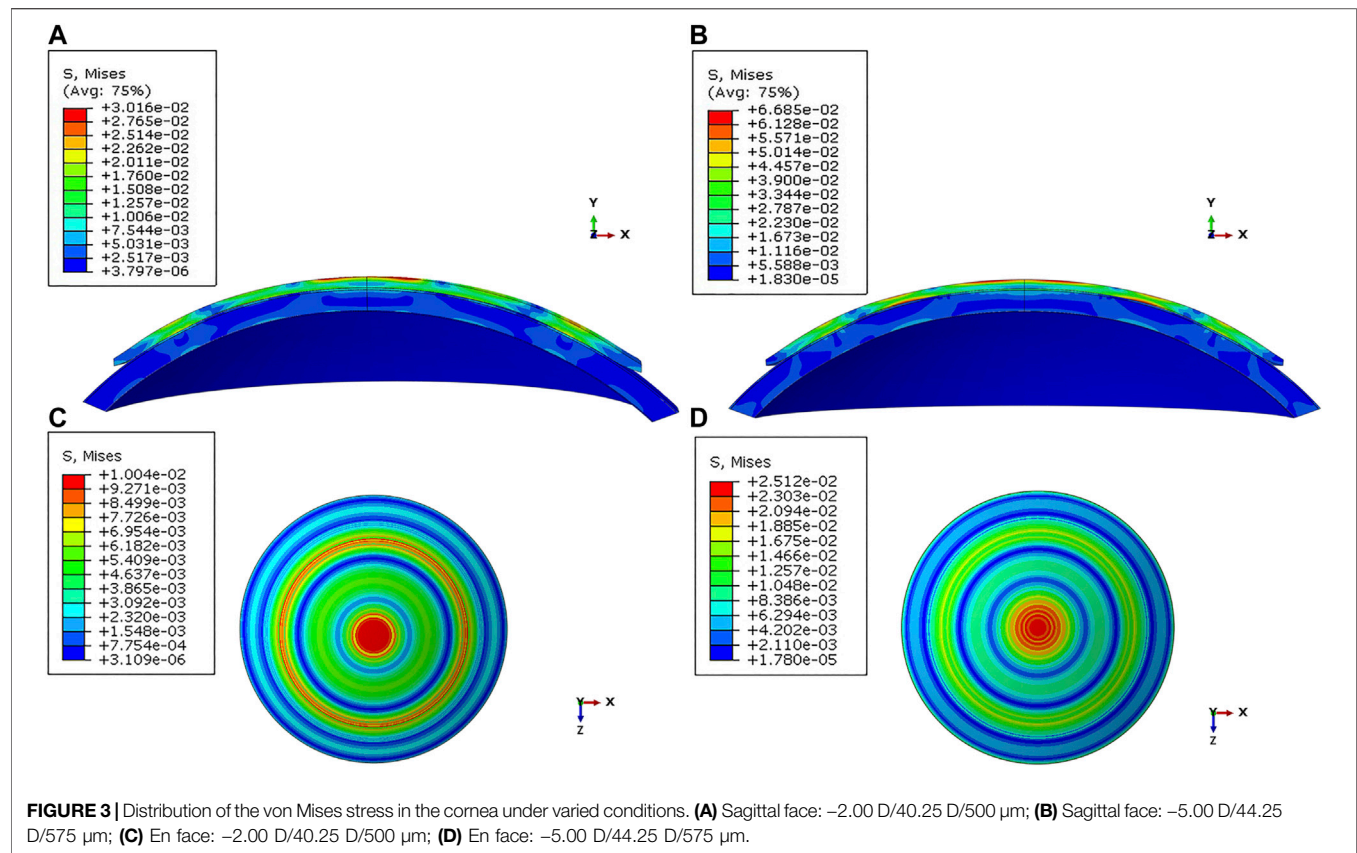 A
S, Mises
(Avg: 75%)
+3.016e-02
+2.765e-02
+2.514e-02
+2.262e-02
+2.011e-02
+1.760e-02
+1.508e-02
+1.257e-02
+1.006e-02
+7.544e-03
+5.031e-03
+2.517e-03
+3.797e-06
Y
Z X
B
S, Mises
(Avg: 75%)
+6.685e-02
+6.128e-02
+5.571e-02
+5.014e-02
+4.457e-02
+3.900e-02
+3.344e-02
+2.787e-02
+2.230e-02
+1.673e-02
+1.116e-02
+5.588e-03
+1.830e-05
Y
Z X
C
S, Mises
+1.004e-02
+9.271e-03
+8.499e-03
+7.726e-03
+6.954e-03
+6.182e-03
+5.409e-03
+4.637e-03
+3.865e-03
+3.092e-03
+2.320e-03
+1.548e-03
+7.754e-04
+3.109e-06
Y X
Z
D
S, Mises
+2.512e-02
+2.303e-02
+2.094e-02
+1.885e-02
+1.675e-02
+1.466e-02
+1.257e-02
+1.048e-02
+8.386e-03
+6.294e-03
+4.202e-03
+2.110e-03
+1.780e-05
Y X
Z
FIGURE 3 | Distribution of the von Mises stress in the cornea under varied conditions. (A) Sagittal face: −2.00 D/40.25 D/500 μm; (B) Sagittal face: −5.00 D/44.25
D/575 μm; (C) En face: −2.00 D/40.25 D/500 μm; (D) En face: −5.00 D/44.25 D/575 μm.